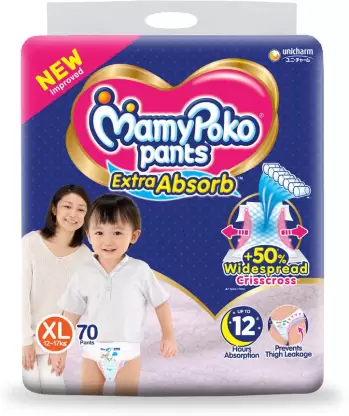 unicharm
ユニ・チャーム
NEW
Improved
MamyPoko
pants
Extra Absorb™
+50%
Widespread
Crisscross
XL
12-17kg
70
Pants
UP TO
12
Hours
Absorption
Prevents
Thigh Leakage